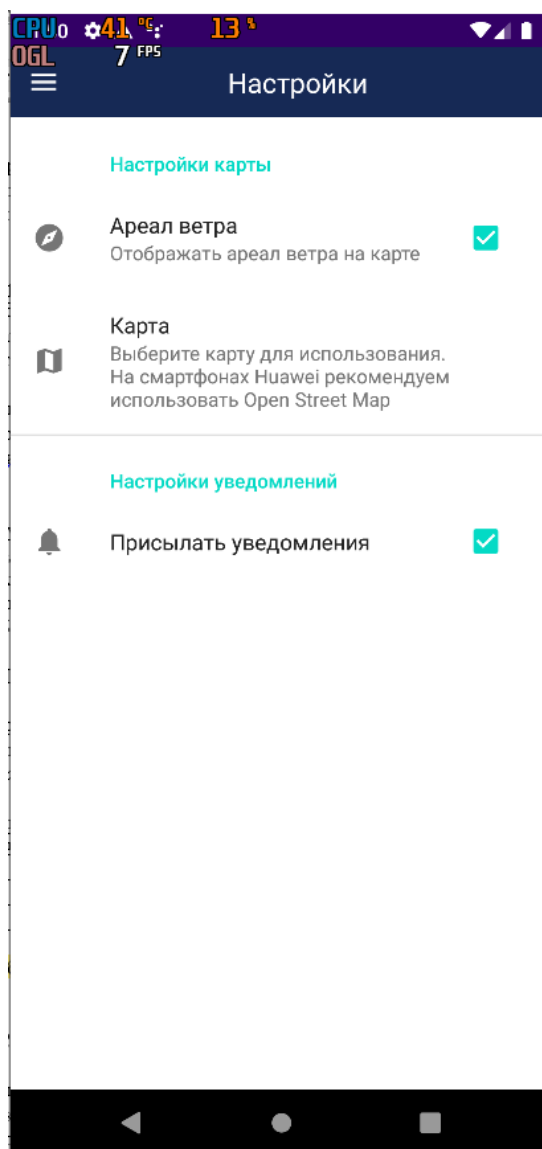 CPU 41 °C 13 %
OGL 7 FPS
Настройки
Настройки карты
Ареал ветра
Отображать ареал ветра на карте
Карта
Выберите карту для использования.
На смартфонах Huawei рекомендуем
использовать Open Street Map
Настройки уведомлений
Присылать уведомления